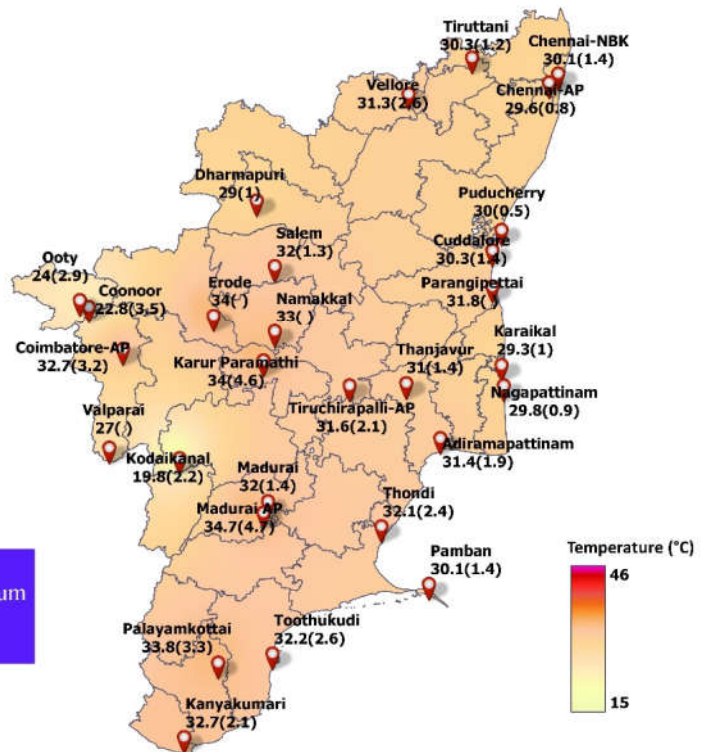 Tiruttani
30.3(1.2)
Chennai-NBK
30.1(1.4)
Vellore
31.3(2.6)
Chennai-AP
29.6(0.8)
Dharmapuri
29(1)
Puducherry
30(0.5)
Salem
32(1.3)
Cuddalore
30.3(1.4)
Ooty
24(2.9)
Coonoor
22.8(3.5)
Erode
34( )
Namakkal
33( )
Parangipettai
31.8( )
Karaikal
29.3(1)
Coimbatore-AP
32.7(3.2)
Karur Paramathi
34(4.6)
Thanjavur
31(1.4)
Nagapattinam
29.8(0.9)
Tiruchirapalli-AP
31.6(2.1)
Valparai
27( )
Adiramapattinam
31.4(1.9)
Kodaikanal
19.8(2.2)
Madurai
32(1.4)
Madurai AP
34.7(4.7)
Thondi
32.1(2.4)
Pamban
30.1(1.4)
Temperature (°C)
46
15
um
Palayamkottai
33.8(3.3)
Toothukudi
32.2(2.6)
Kanyakumari
32.7(2.1)